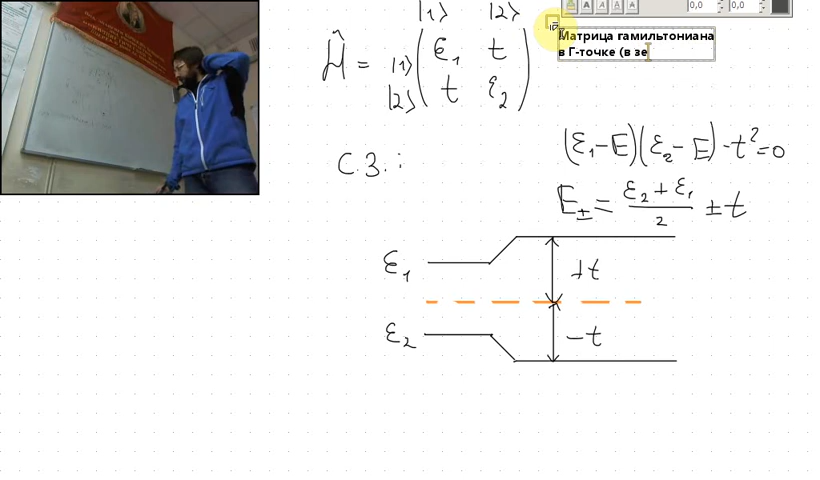 |1⟩ |2⟩
Ĥ = |1⟩ ( ε₁ t )
|2⟩ ( t ε₂ )
0,0 0,0
Матрица гамильтониана
в Г-точке (в зе
С.З.:
(ε₁-E)(ε₂-E)-t²=0
E± = (ε₂+ε₁)/2 ± t
ε₁ +t
ε₂ -t